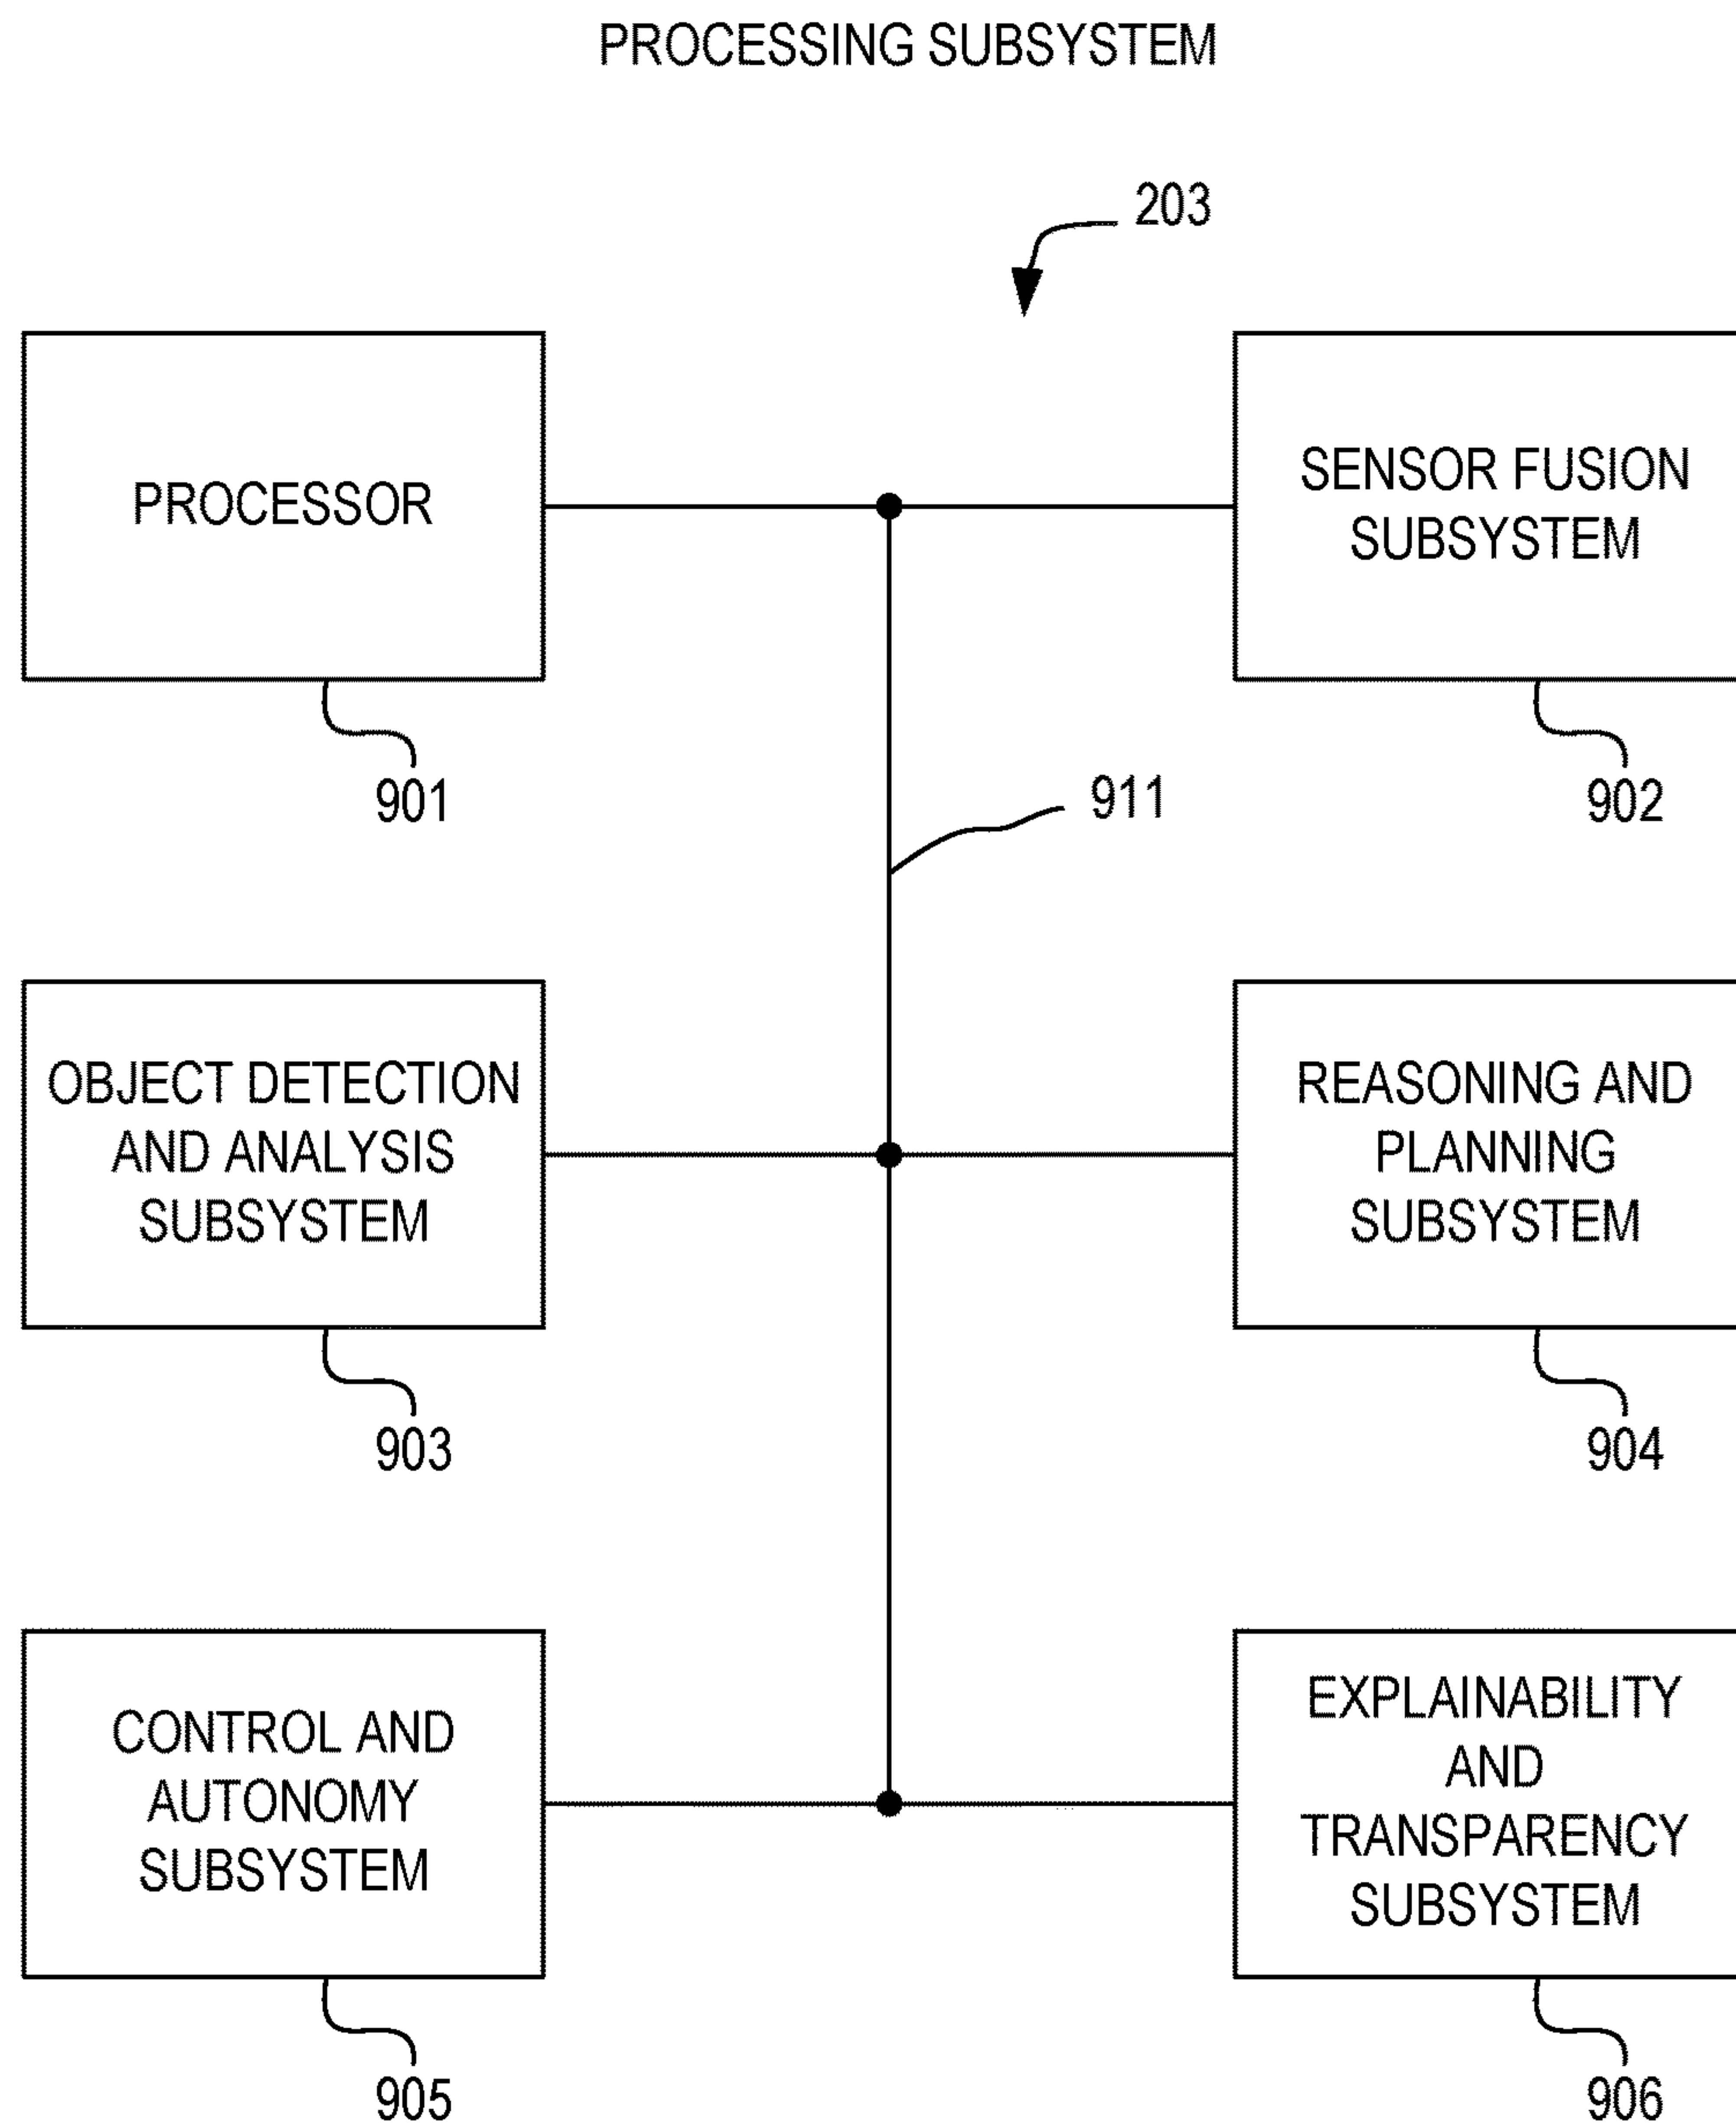 PROCESSING SUBSYSTEM
203
PROCESSOR
901
SENSOR FUSION
SUBSYSTEM
902
911
OBJECT DETECTION
AND ANALYSIS
SUBSYSTEM
903
REASONING AND
PLANNING
SUBSYSTEM
904
CONTROL AND
AUTONOMY
SUBSYSTEM
905
EXPLAINABILITY
AND
TRANSPARENCY
SUBSYSTEM
906